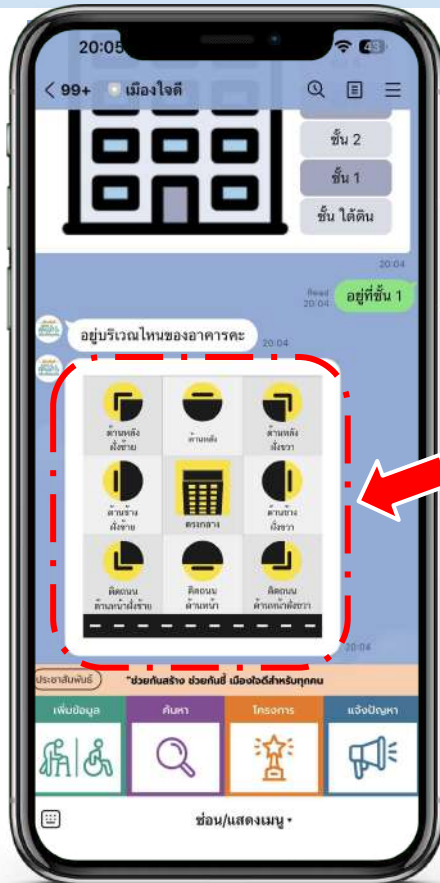 20:05
43
99+
เมืองใจดี
ชั้น 2
ชั้น 1
ชั้น ใต้ดิน
20:04
Read
20:04
อยู่ที่ชั้น 1
อยู่บริเวณไหนของอาคารคะ
20:04
ด้านหลัง
ฝั่งซ้าย
ด้านหลัง
ด้านหลัง
ฝั่งขวา
ด้านข้าง
ฝั่งซ้าย
ตรงกลาง
ด้านข้าง
ฝั่งขวา
ติดถนน
ด้านหน้าฝั่งซ้าย
ติดถนน
ด้านหน้า
ติดถนน
ด้านหน้าฝั่งขวา
20:04
ประชาสัมพันธ์
"ช่วยกันสร้าง ช่วยกันชี้ เมืองใจดีสำหรับทุกคน
เพิ่มข้อมูล
ค้นหา
โครงการ
แจ้งปัญหา
ซ่อน/แสดงเมนู